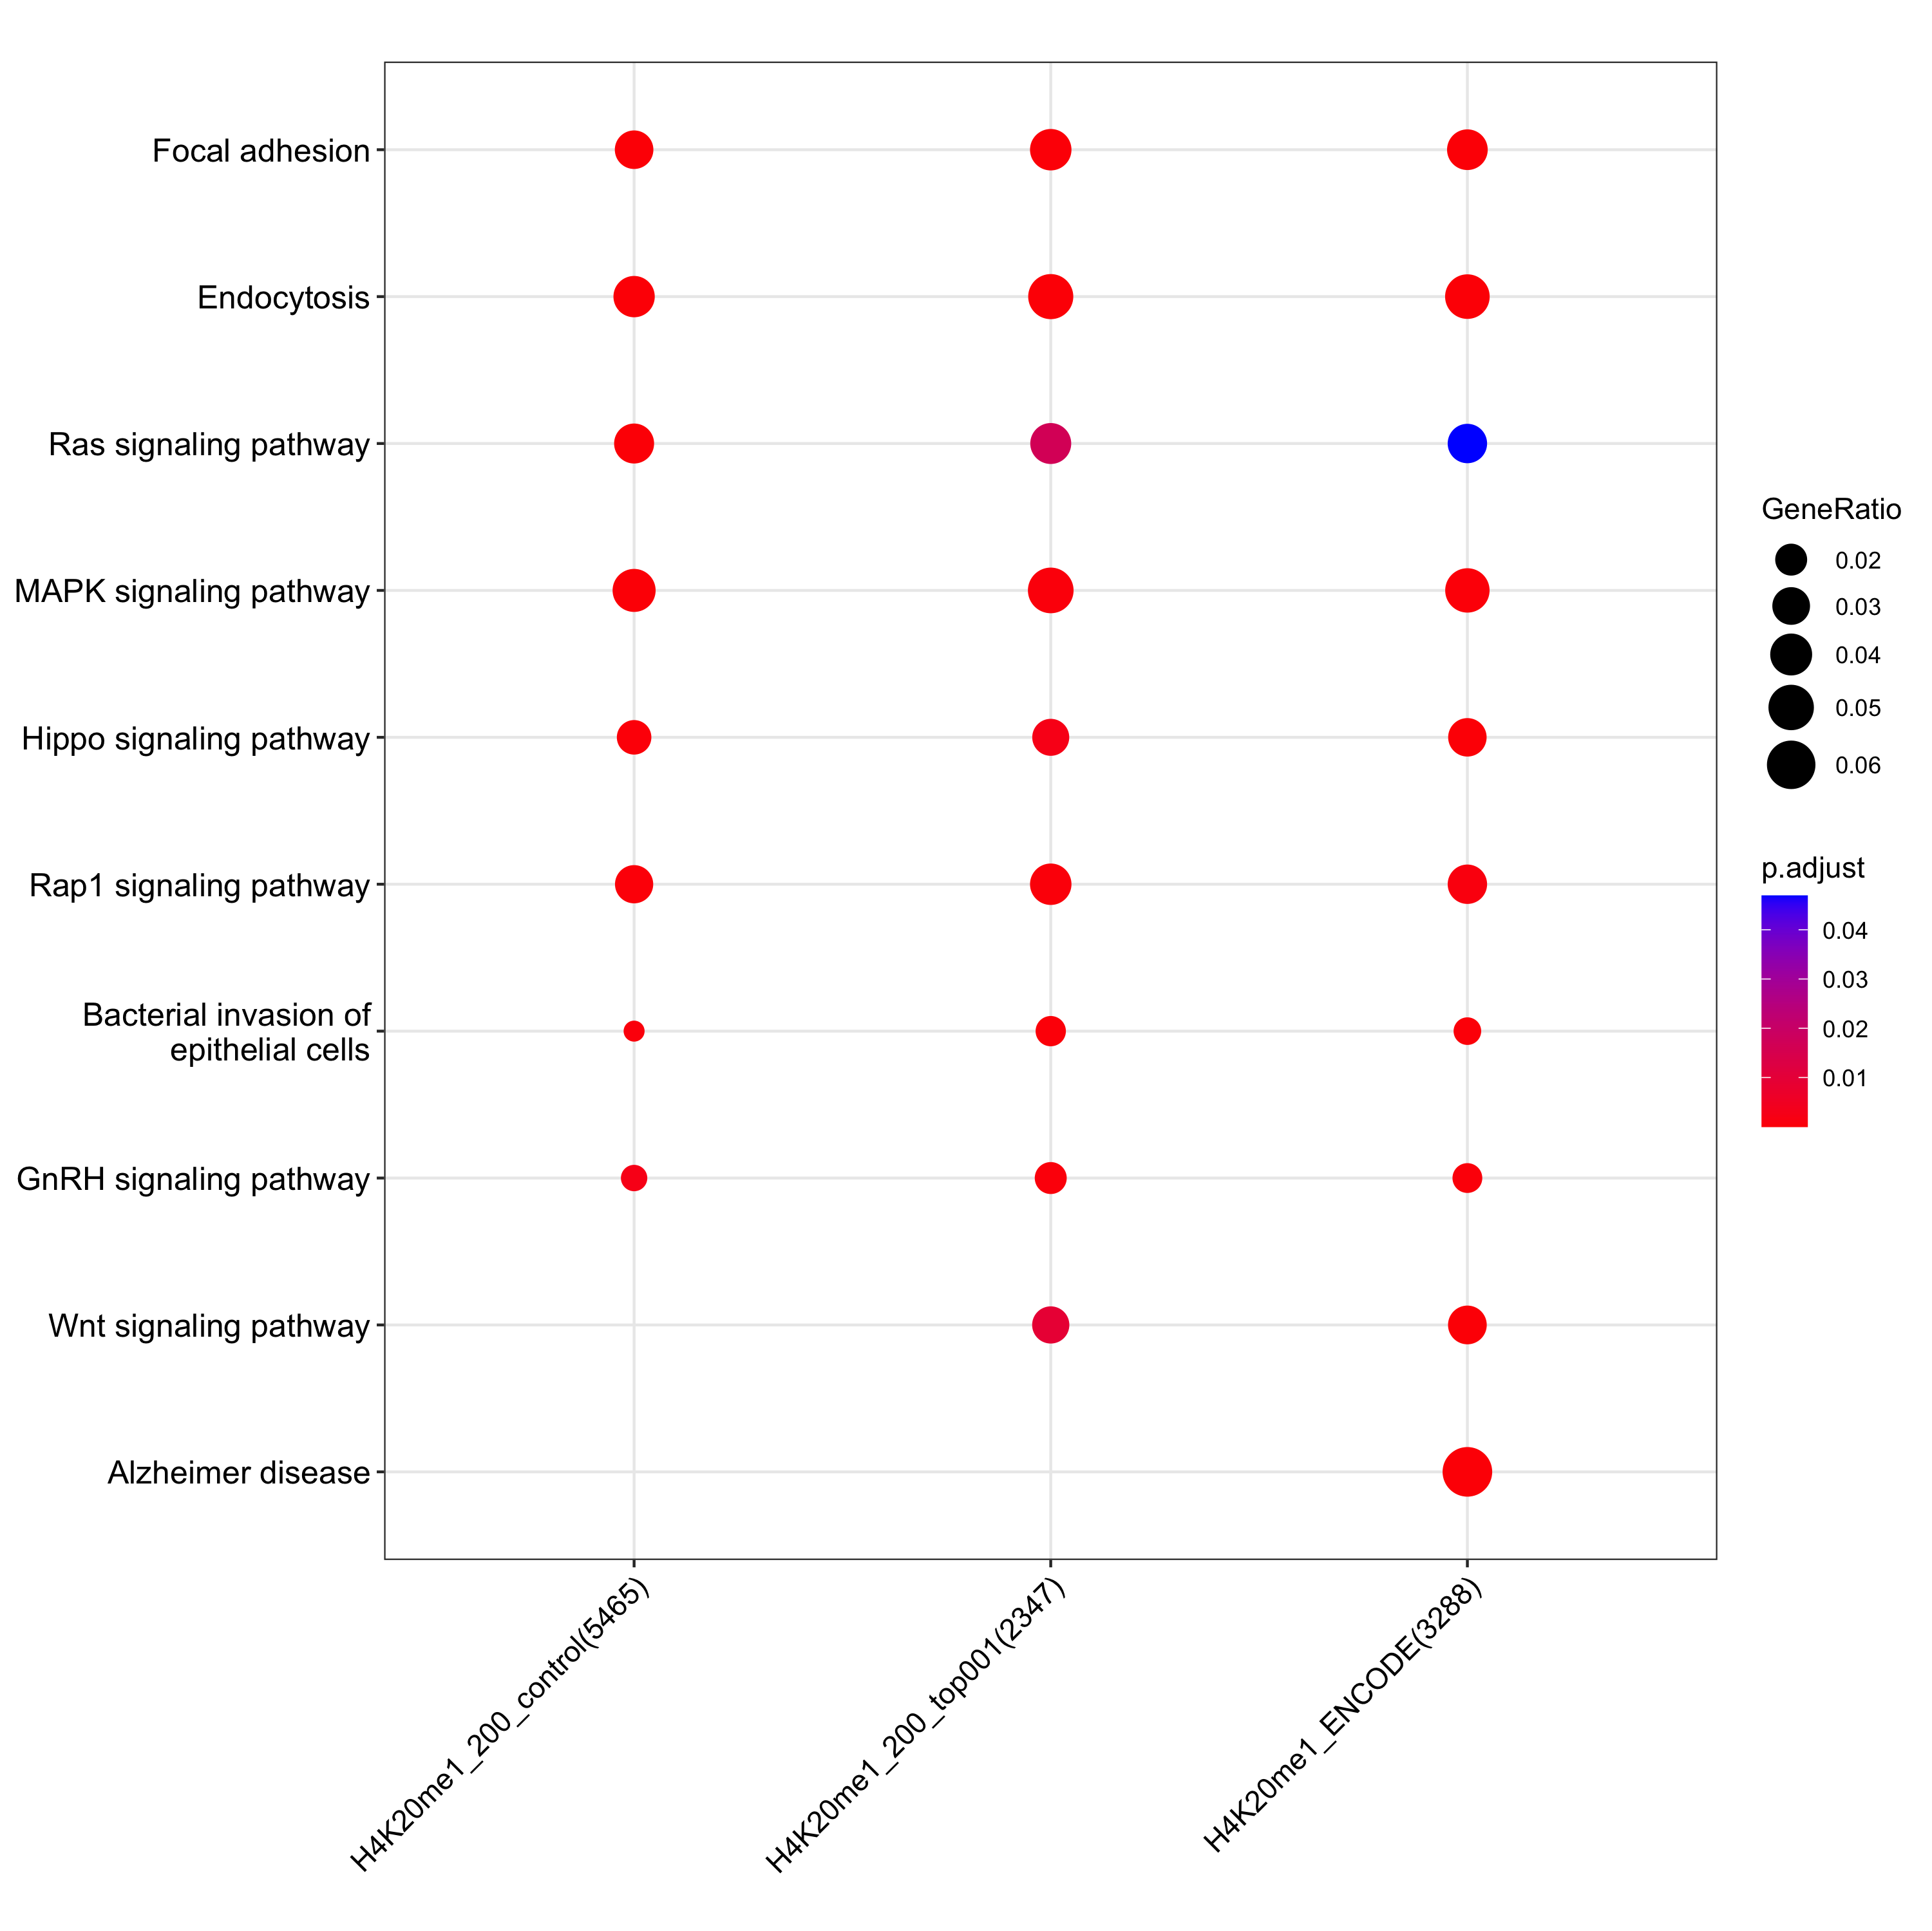 Focal adhesion
Endocytosis
Ras signaling pathway
MAPK signaling pathway
Hippo signaling pathway
Rap1 signaling pathway
Bacterial invasion of
epithelial cells
GnRH signaling pathway
Wnt signaling pathway
Alzheimer disease
H4K20me1_200_control(5465)
H4K20me1_200_top001(2347)
H4K20me1_ENCODE(3288)
GeneRatio
0.02
0.03
0.04
0.05
0.06
p.adjust
0.04
0.03
0.02
0.01